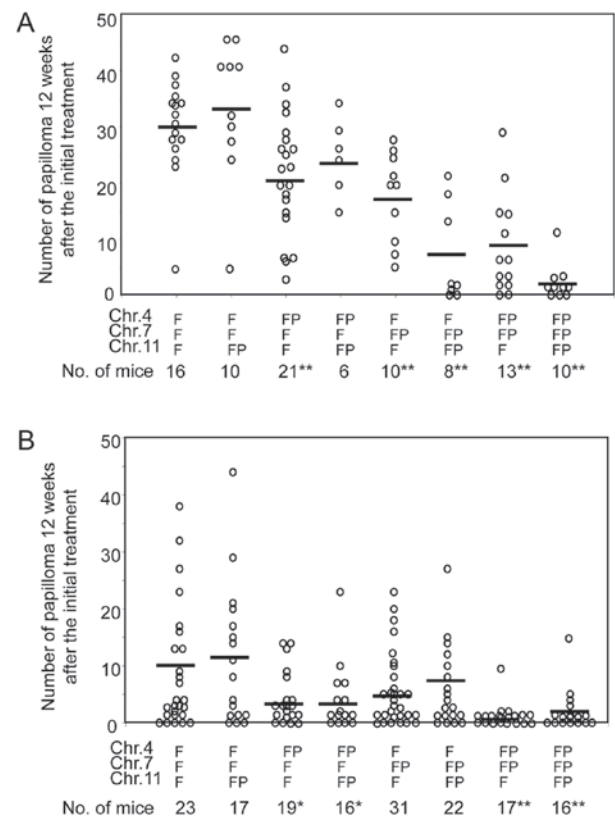 A
Number of papilloma 12 weeks
after the initial treatment
50
40
30
20
10
0
Chr.4 F F FP FP F F FP FP
Chr.7 F F F F FP FP FP FP
Chr.11 F FP F FP F FP F FP
No. of mice 16 10 21** 6 10** 8** 13** 10**
B
Number of papilloma 12 weeks
after the initial treatment
50
40
30
20
10
0
Chr.4 F F FP FP F F FP FP
Chr.7 F F F F FP FP FP FP
Chr.11 F FP F FP F FP F FP
No. of mice 23 17 19* 16* 31 22 17** 16**